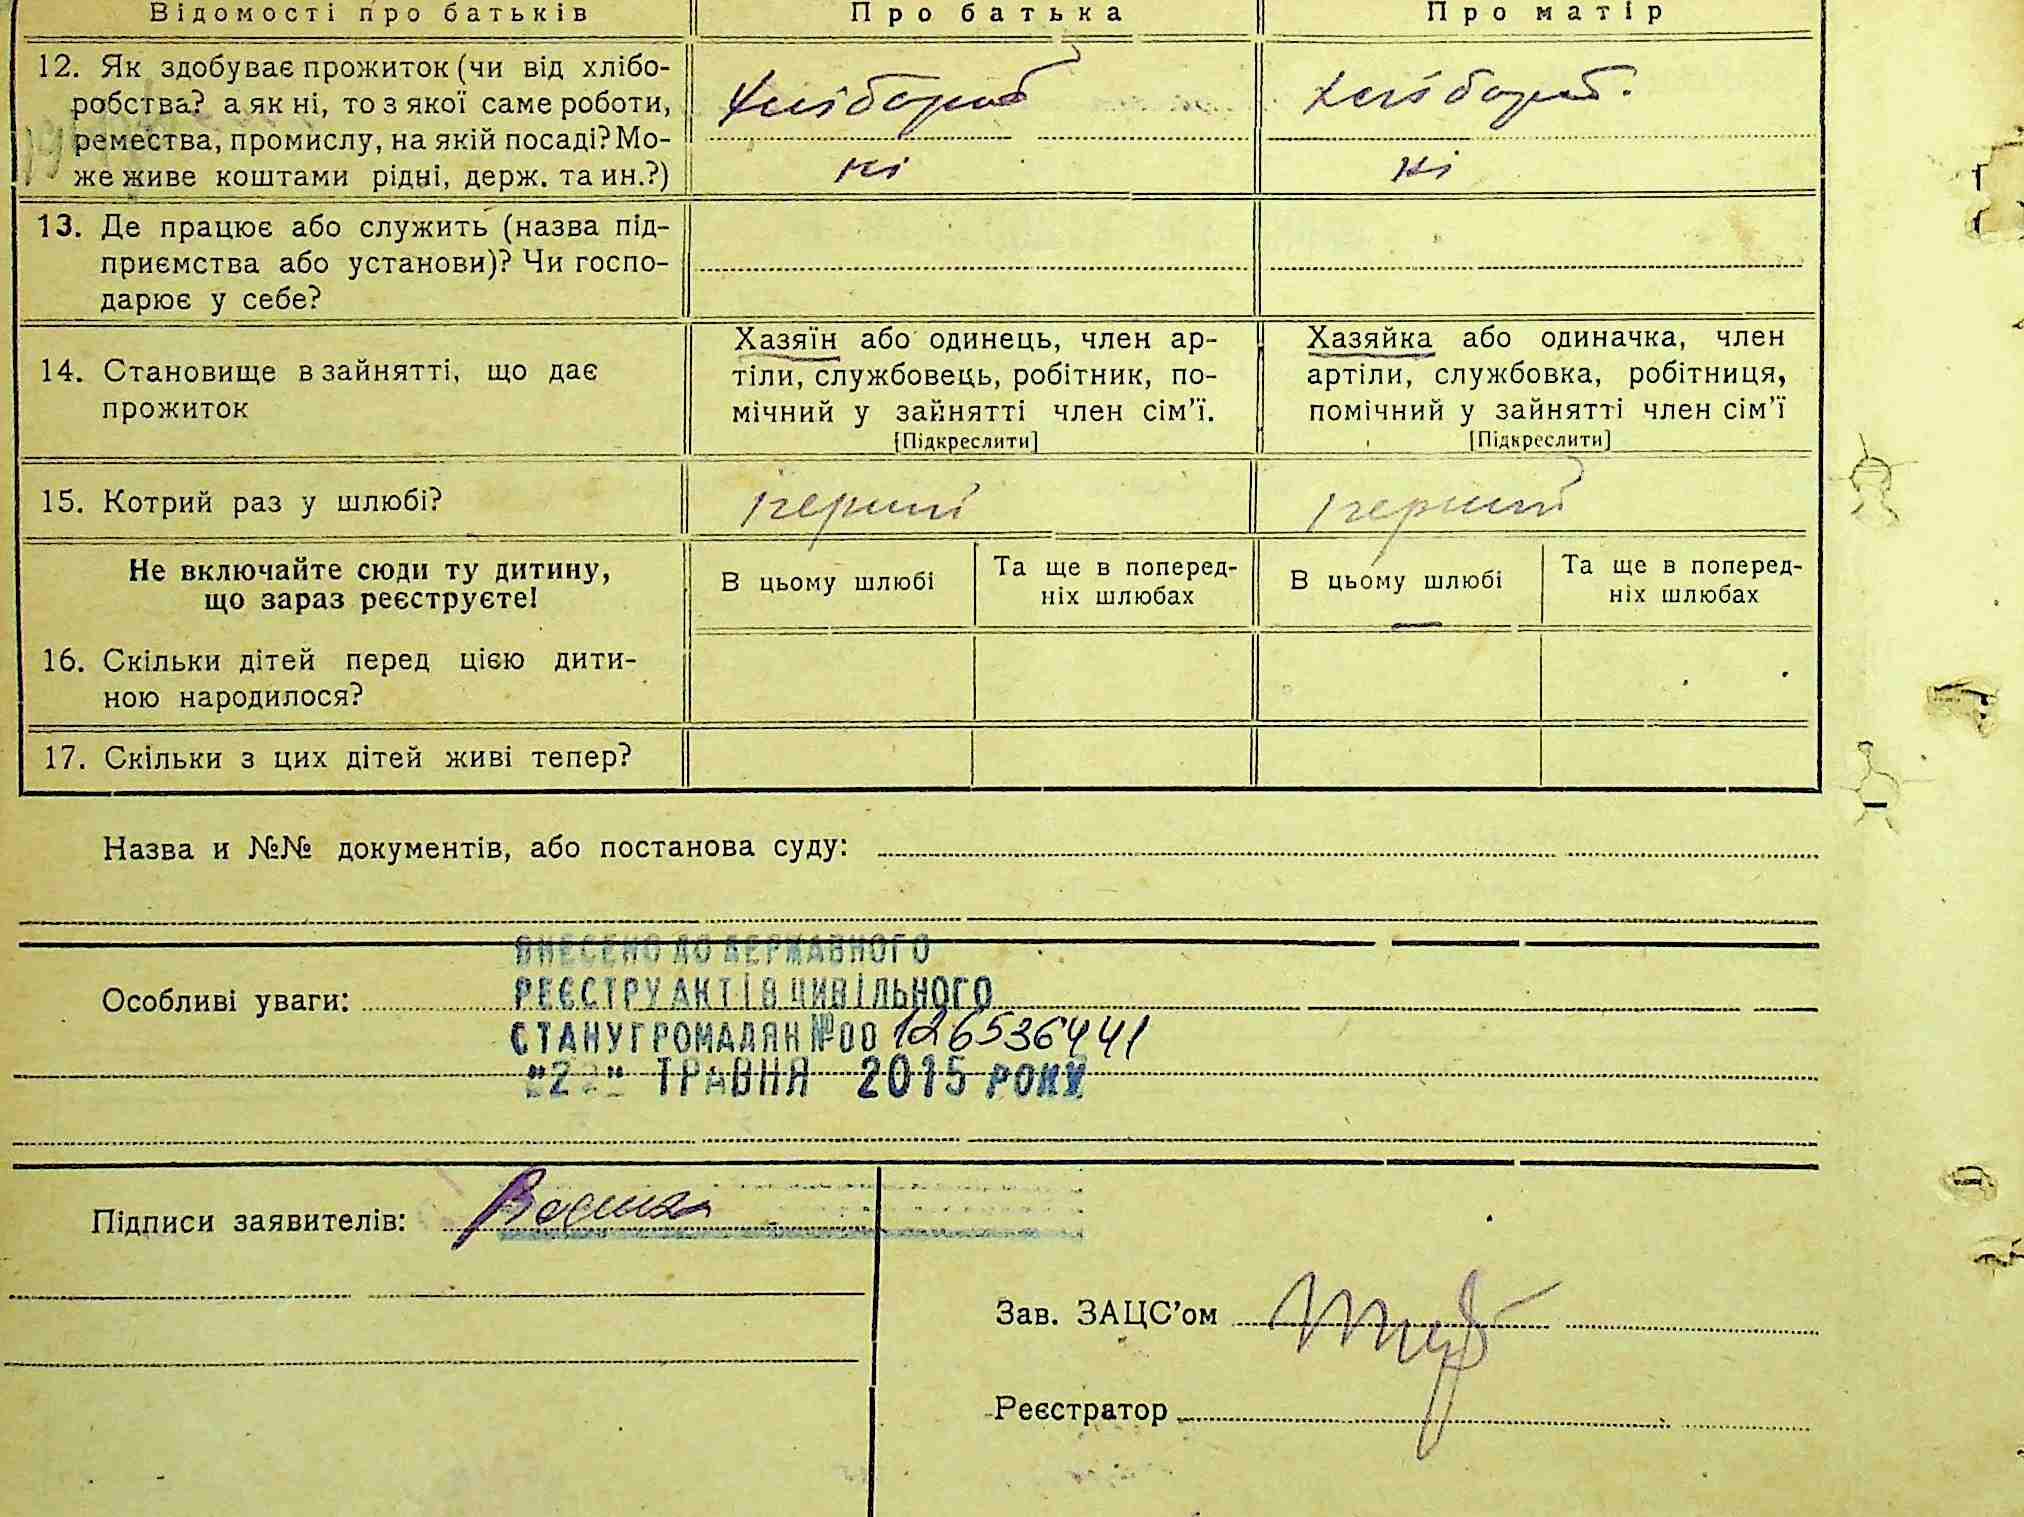 Відомості про батьків Про батька Про матір
12. Як здобуває прожиток (чи від хлібо-
робства? а як ні, то з якої саме роботи,
ремества, промислу, на якій посаді? Мо-
же живе коштами рідні, держ. та ин.?)
хлібороб хлібороб.
ні ні
13. Де працює або служить (назва під-
приємства або установи)? Чи госпо-
дарює у себе?
14. Становище в зайнятті, що дає
прожиток
Хазяїн або одинець, член ар-
тіли, службовець, робітник, по-
мічний у зайнятті член сім’ї.
[Підкреслити]
Хазяйка або одиначка, член
артіли, службовка, робітниця,
помічний у зайнятті член сім’ї
[Підкреслити]
15. Котрий раз у шлюбі? перший перший
Не включайте сюди ту дитину,
що зараз реєструєте!
В цьому шлюбі
Та ще в поперед-
ніх шлюбах
В цьому шлюбі
Та ще в поперед-
ніх шлюбах
16. Скільки дітей перед цією дити-
ною народилося?
17. Скільки з цих дітей живі тепер?
Назва и №№ документів, або постанова суду:
ВНЕСЕНО ДО ДЕРЖАВНОГО
Особливі уваги: РЕЄСТРУ АКТІВ ЦИВІЛЬНОГО
СТАНУ ГРОМАДЯН №00 126536441
ТРАВНЯ 2015 РОКУ
Підписи заявителів:
Зав. ЗАЦС’ом
Реєстратор